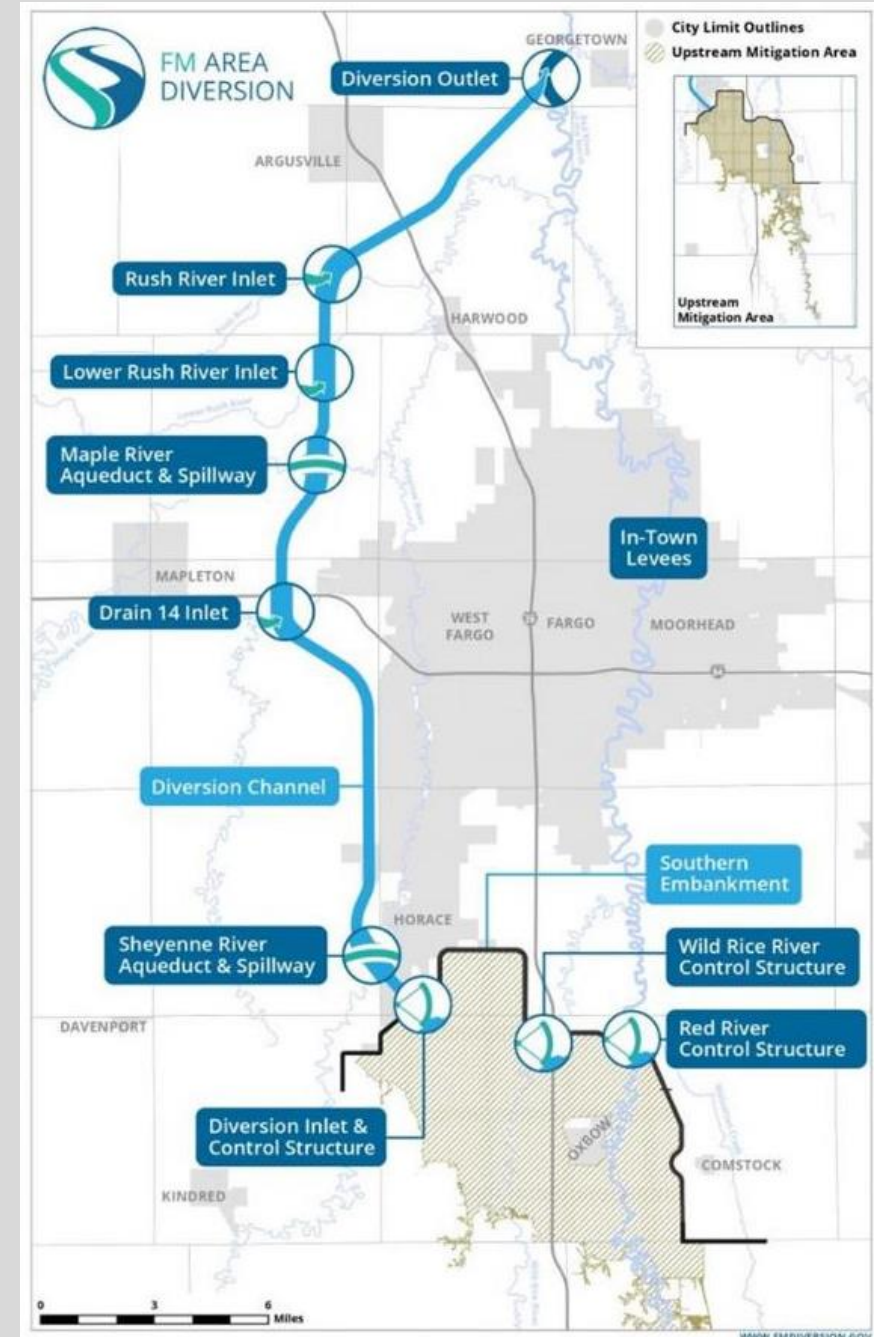 FM AREA
DIVERSION
GEORGETOWN
City Limit Outlines
Upstream Mitigation Area
Diversion Outlet
ARGUSVILLE
Rush River Inlet
Upstream
Mitigation Area
HARWOOD
Lower Rush River Inlet
Maple River
Aqueduct & Spillway
In-Town
Levees
MAPLETON
Drain 14 Inlet
WEST
FARGO
FARGO
MOORHEAD
Diversion Channel
Southern
Embankment
HORACE
Sheyenne River
Aqueduct & Spillway
Wild Rice River
Control Structure
DAVENPORT
Red River
Control Structure
Diversion Inlet &
Control Structure
OXBOW
COMSTOCK
KINDRED
0 3 6
Miles
WWW.FMDIVERSION.GOV